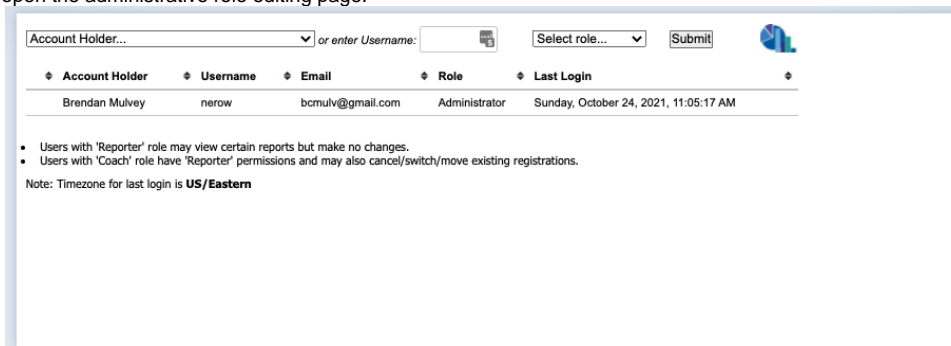 open the administrative role editing page.
Account Holder... or enter Username: Select role... Submit
Account Holder Username Email Role Last Login
Brendan Mulvey nerow bcmulv@gmail.com Administrator Sunday, October 24, 2021, 11:05:17 AM
• Users with 'Reporter' role may view certain reports but make no changes.
• Users with 'Coach' role have 'Reporter' permissions and may also cancel/switch/move existing registrations.
Note: Timezone for last login is US/Eastern